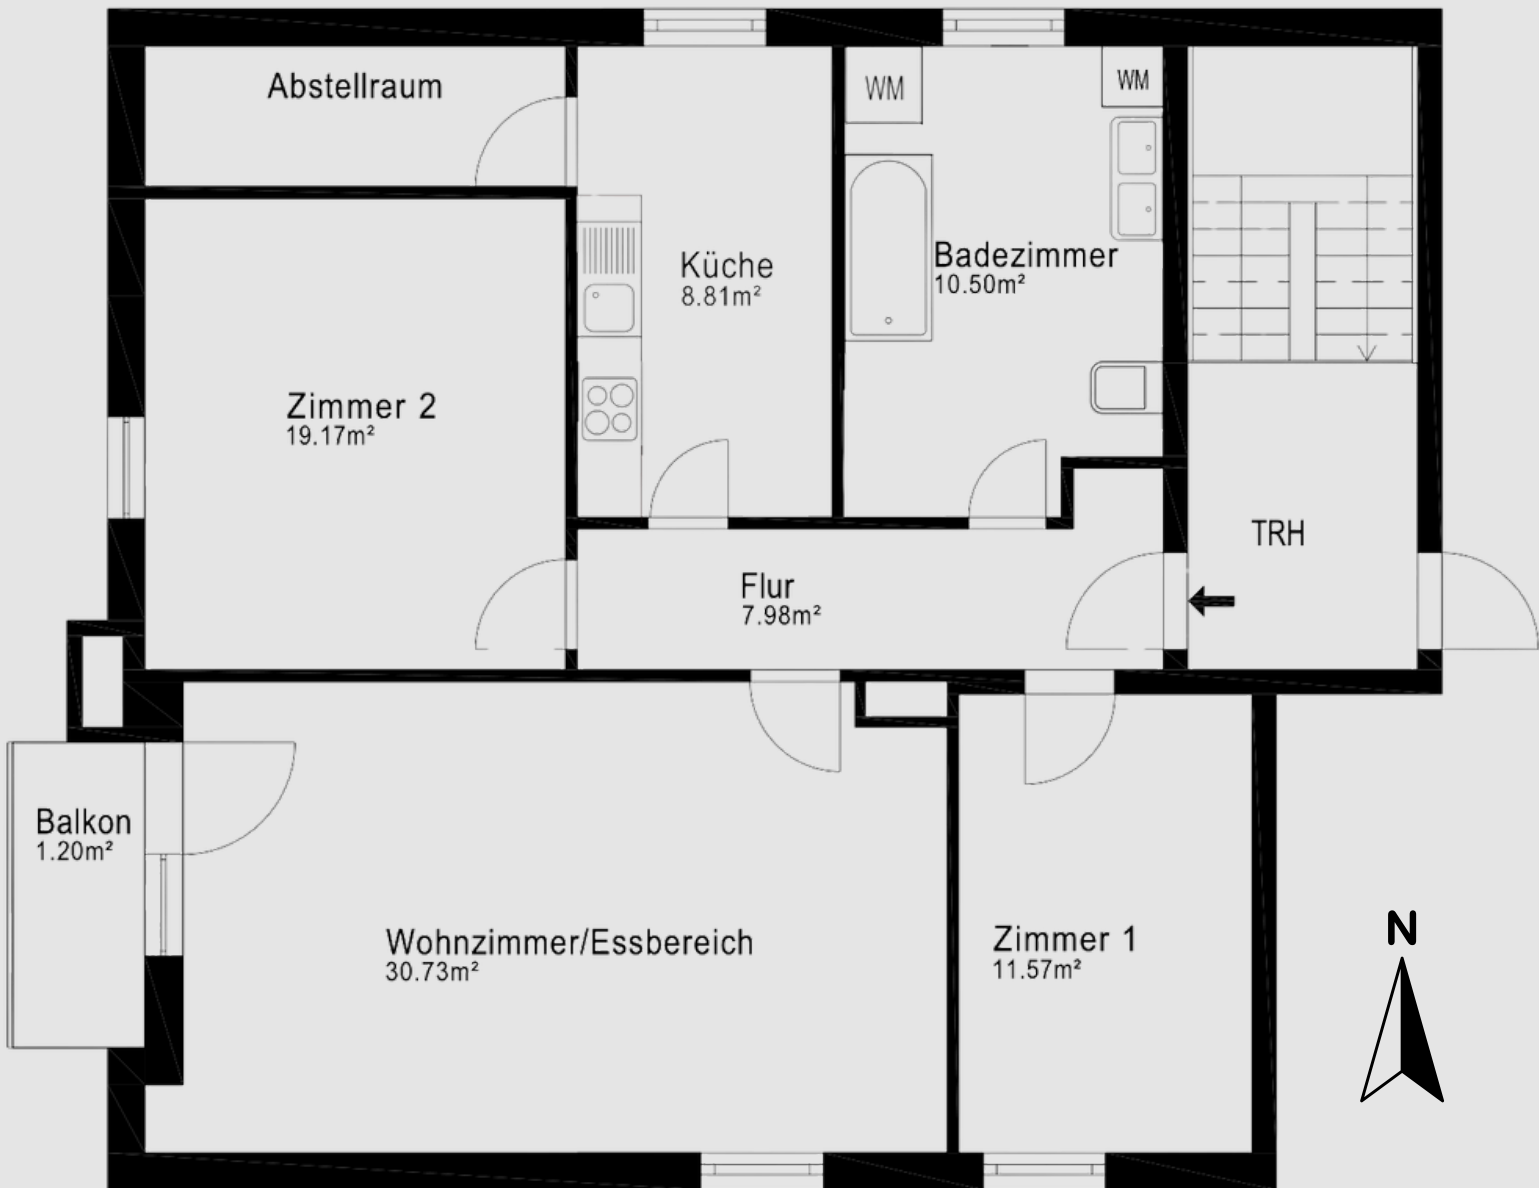 Abstellraum
WM
WM
Küche
8.81m²
Badezimmer
10.50m²
Zimmer 2
19.17m²
TRH
Flur
7.98m²
Balkon
1.20m²
Wohnzimmer/Essbereich
30.73m²
Zimmer 1
11.57m²
N